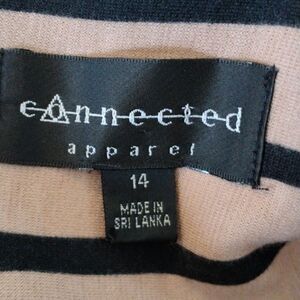 connected
apparel
14
MADE IN
SRI LANKA